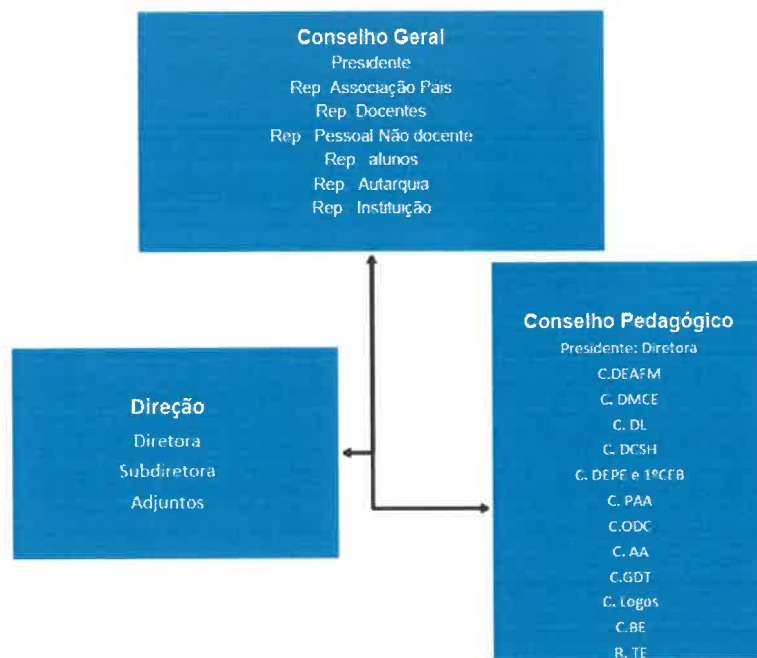 Conselho Geral
Presidente
Rep. Associação Pais
Rep. Docentes
Rep. Pessoal Não docente
Rep. alunos
Rep. Autarquia
Rep. Instituição
Direção
Diretora
Subdiretora
Adjuntos
Conselho Pedagógico
Presidente: Diretora
C.DEAFM
C. DMCE
C. DL
C. DCSH
C. DEPE e 1ºCEB
C. PAA
C.ODC
C. AA
C.GDT
C. Logos
C.BE
R. TE